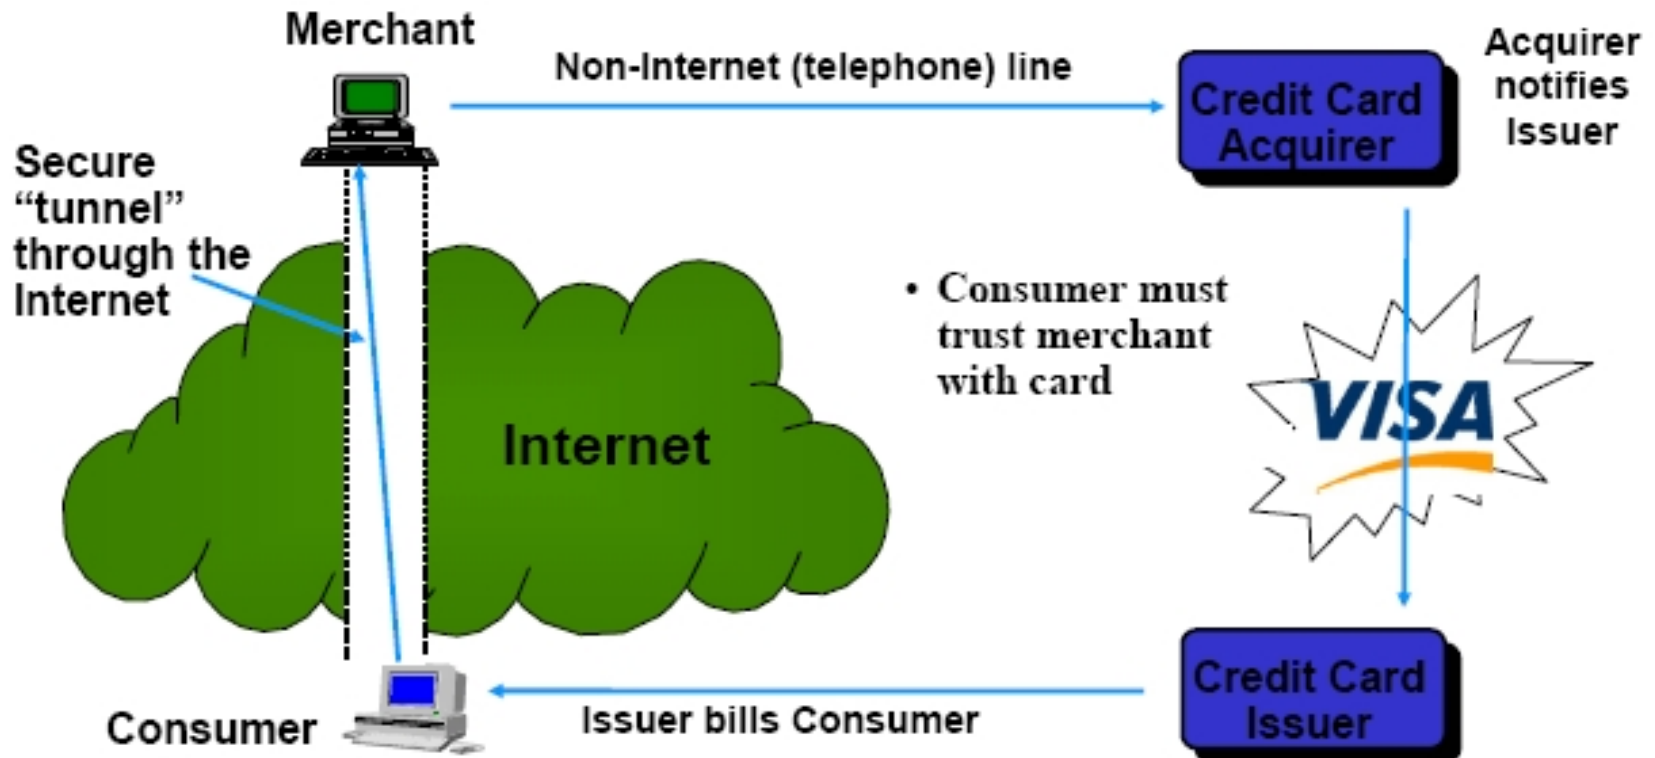 Merchant
Non-Internet (telephone) line
Credit Card
Acquirer
Acquirer
notifies
Issuer
Secure
“tunnel”
through the
Internet
• Consumer must
trust merchant
with card
VISA
Internet
Consumer
Issuer bills Consumer
Credit Card
Issuer